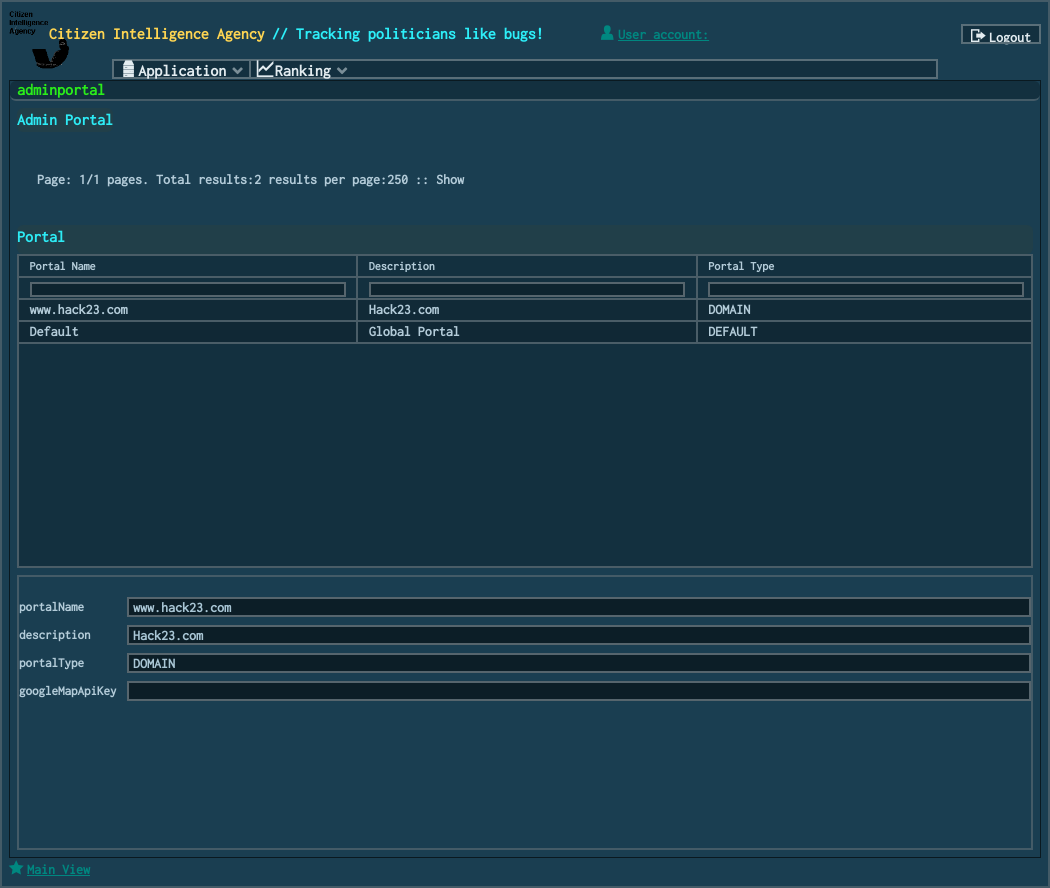 Citizen
Intelligence
Agency
Citizen Intelligence Agency // Tracking politicians like bugs!
User account:
Logout
Application
Ranking
adminportal
Admin Portal
Page: 1/1 pages. Total results:2 results per page:250 :: Show
Portal
Portal Name Description Portal Type
www.hack23.com Hack23.com DOMAIN
Default Global Portal DEFAULT
portalName www.hack23.com
description Hack23.com
portalType DOMAIN
googleMapApiKey
Main View